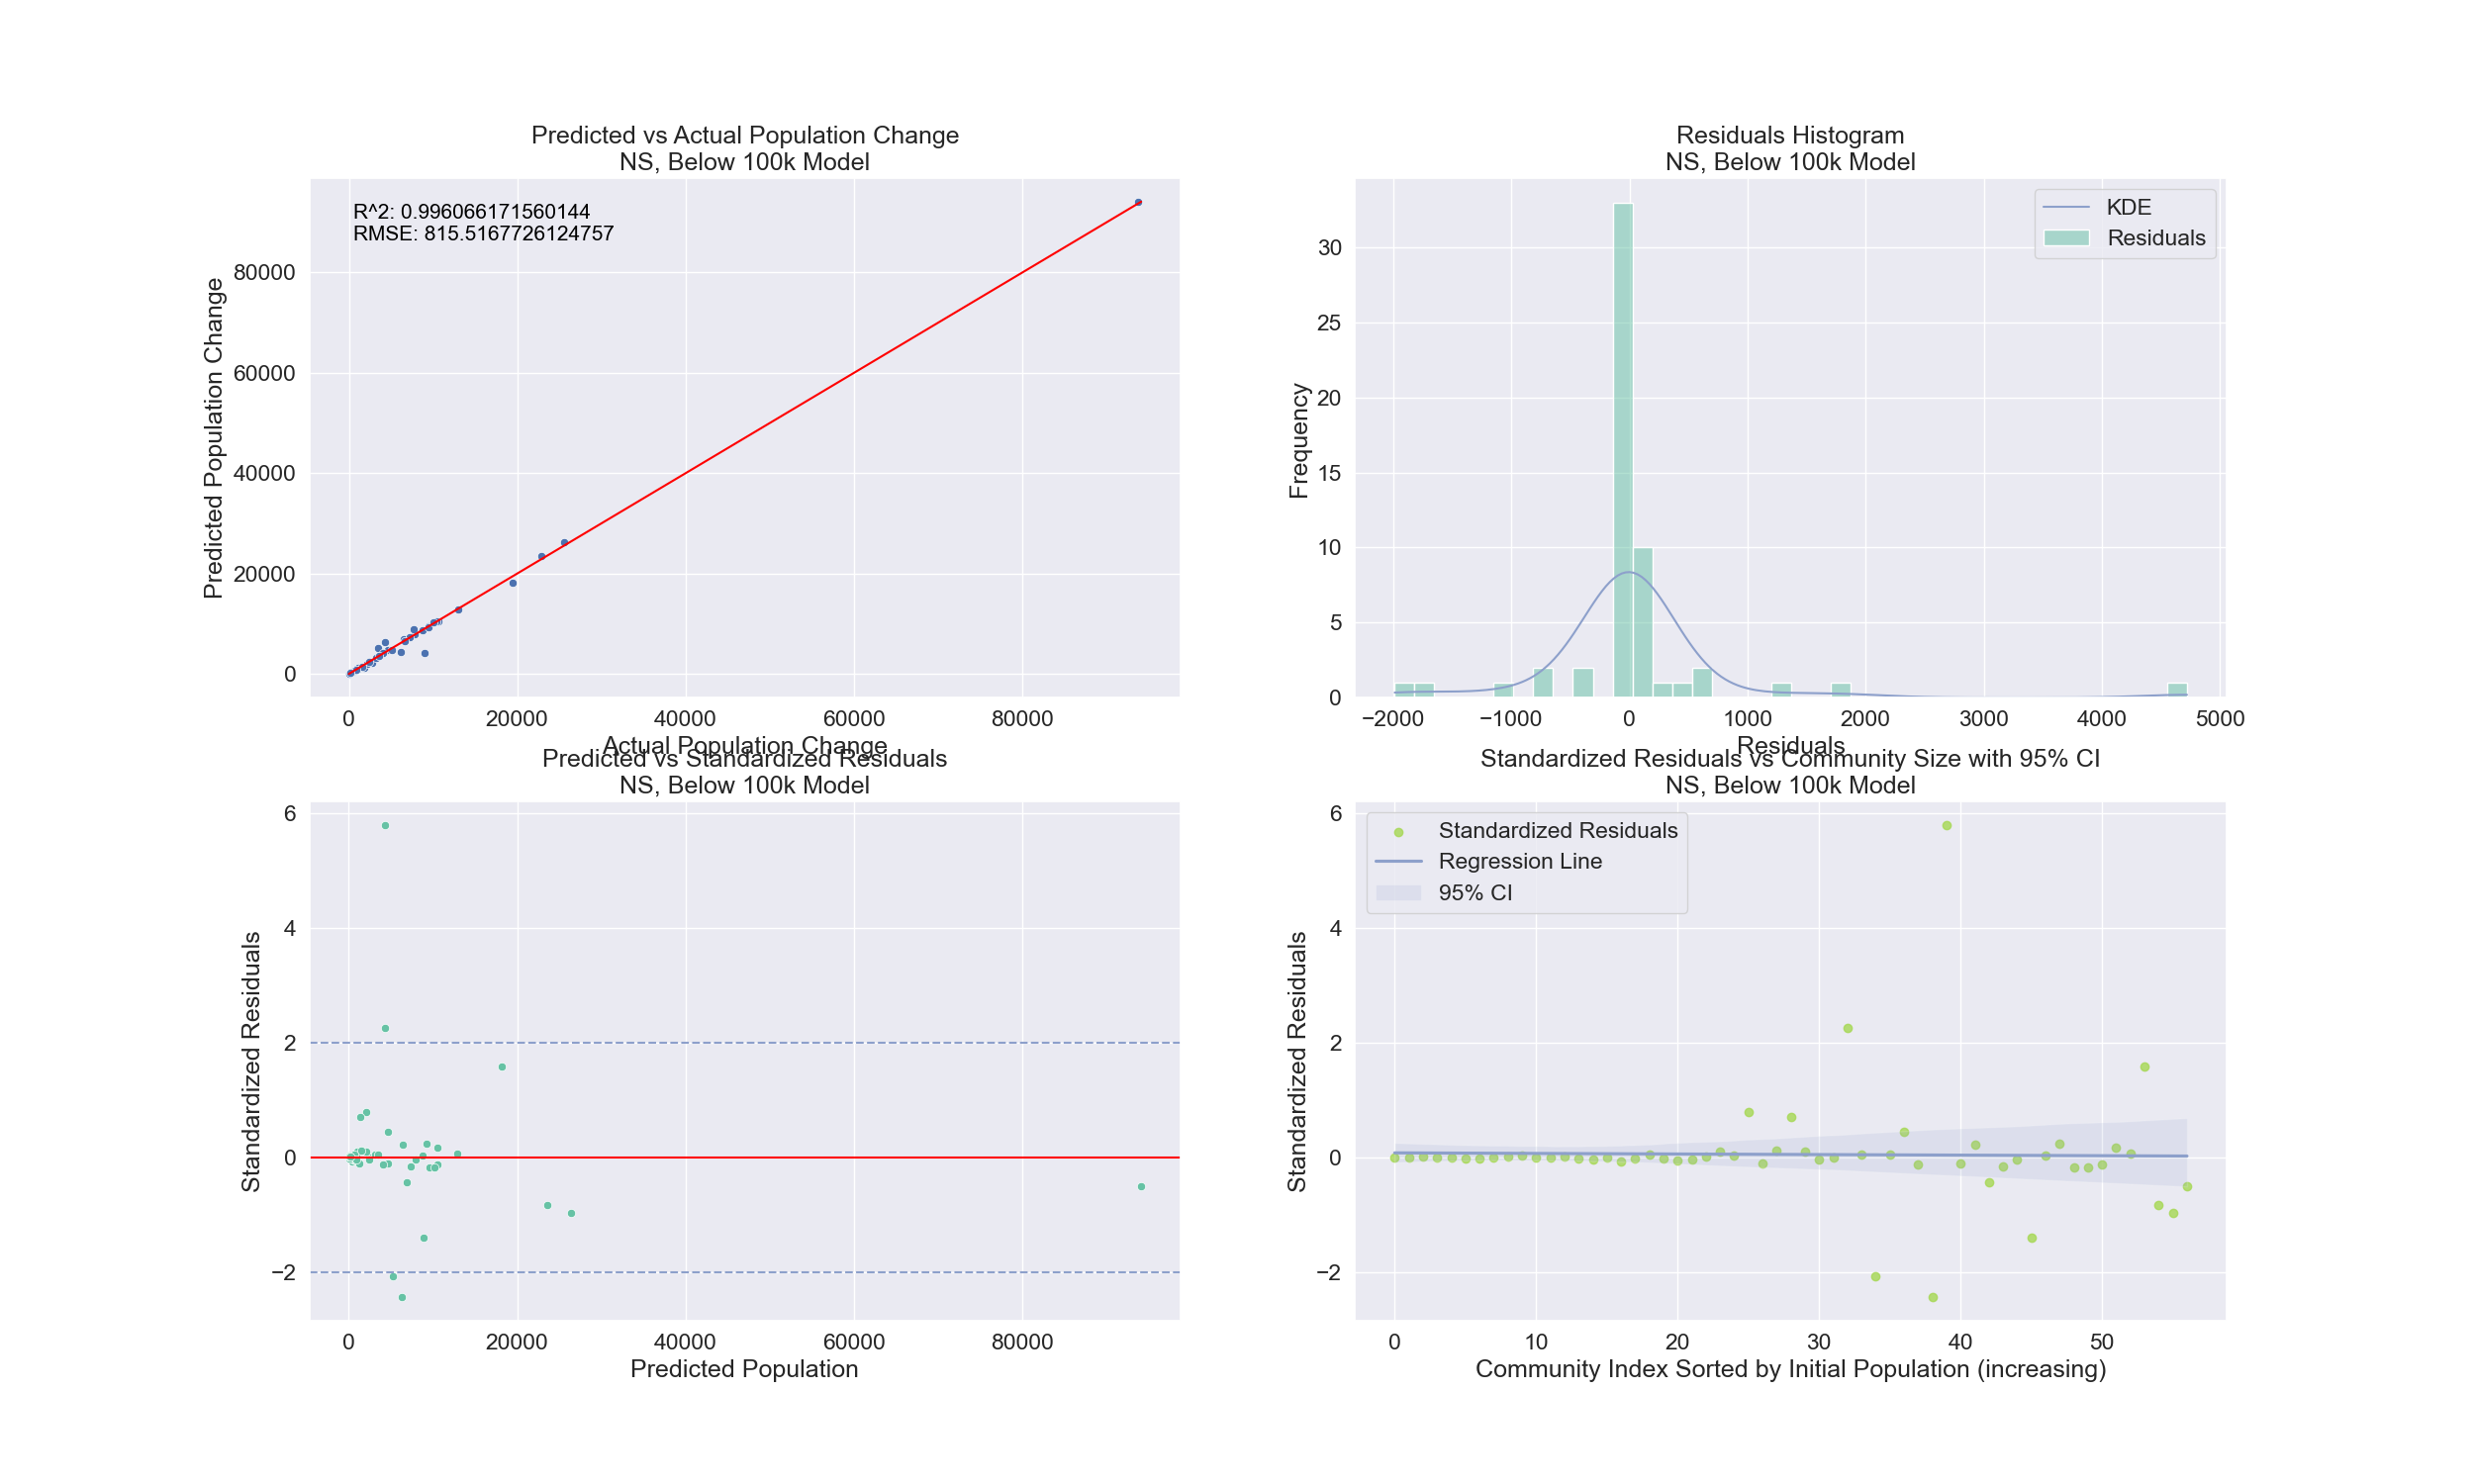 Predicted vs Actual Population Change
NS, Below 100k Model
R^2: 0.996066171560144
RMSE: 815.5167726124757
80000
60000
40000
20000
0
Predicted Population Change
0 20000 40000 60000 80000
Actual Population Change
Residuals Histogram
NS, Below 100k Model
KDE
Residuals
30
25
20
15
10
5
0
Frequency
−2000 −1000 0 1000 2000 3000 4000 5000
Residuals
Predicted vs Standardized Residuals
NS, Below 100k Model
6
4
2
0
−2
Standardized Residuals
0 20000 40000 60000 80000
Predicted Population
Standardized Residuals vs Community Size with 95% CI
NS, Below 100k Model
Standardized Residuals
Regression Line
95% CI
6
4
2
0
−2
Standardized Residuals
0 10 20 30 40 50
Community Index Sorted by Initial Population (increasing)